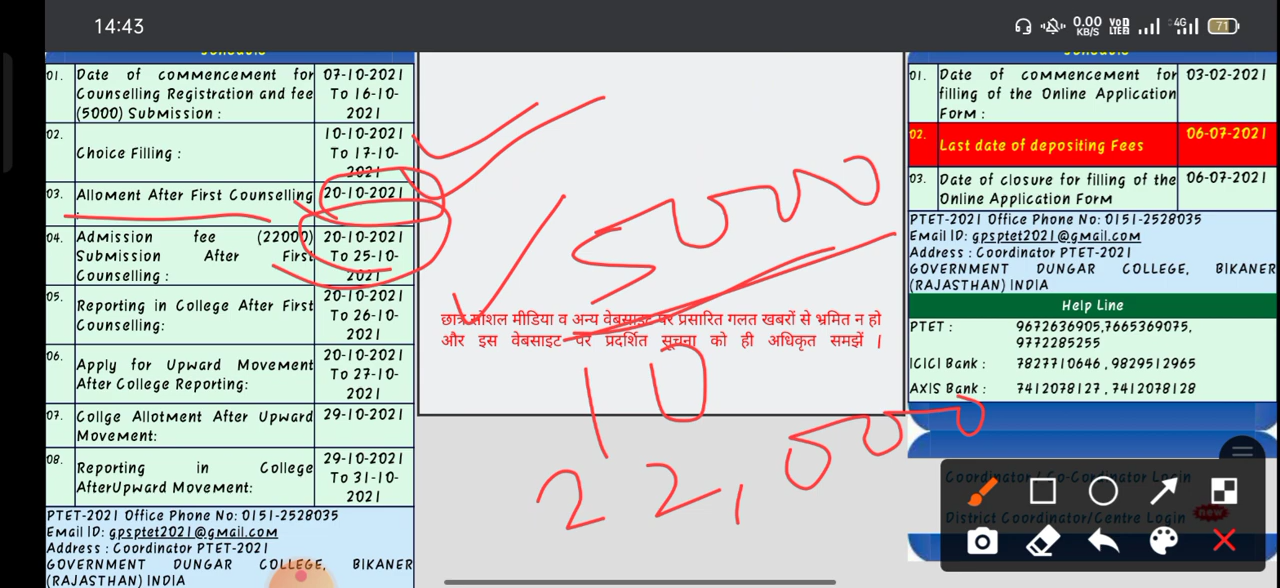 14:43
0.00 KB/S
VoD LTED
4G
71
Schedule
01. Date of commencement for Counselling Registration and fee (5000) Submission : 07-10-2021 To 16-10-2021
02. Choice Filling : 10-10-2021 To 17-10-2021
03. Alloment After First Counselling : 20-10-2021
04. Admission fee (22000) Submission After First Counselling : 20-10-2021 To 25-10-2021
05. Reporting in College After First Counselling: 20-10-2021 To 26-10-2021
06. Apply for Upward Movement After College Reporting: 20-10-2021 To 27-10-2021
07. Collge Allotment After Upward Movement: 29-10-2021
08. Reporting in College AfterUpward Movement: 29-10-2021 To 31-10-2021
PTET-2021 Office Phone No: 0151-2528035
Email ID: gpsptet2021@gmail.com
Address : Coordinator PTET-2021
GOVERNMENT DUNGAR COLLEGE, BIKANER
(RAJASTHAN) INDIA
5000
छात्र सोशल मीडिया व अन्य वेबसाइट पर प्रसारित गलत खबरों से भ्रमित न हो
और इस वेबसाइट पर प्रदर्शित सूचना को ही अधिकृत समझें |
10
22,000
Schedule
01. Date of commencement for filling of the Online Application Form : 03-02-2021
02. Last date of depositing Fees 06-07-2021
03. Date of closure for filling of the Online Application Form 06-07-2021
PTET-2021 Office Phone No: 0151-2528035
Email ID: gpsptet2021@gmail.com
Address : Coordinator PTET-2021
GOVERNMENT DUNGAR COLLEGE, BIKANER
(RAJASTHAN) INDIA
Help Line
PTET : 9672636905,7665369075,
9772285255
ICICI Bank : 7827710646 ,9829512965
AXIS Bank : 7412078127 ,7412078128
Coordinator / Co-Cordinator Login
District Coordinator/Centre Login new